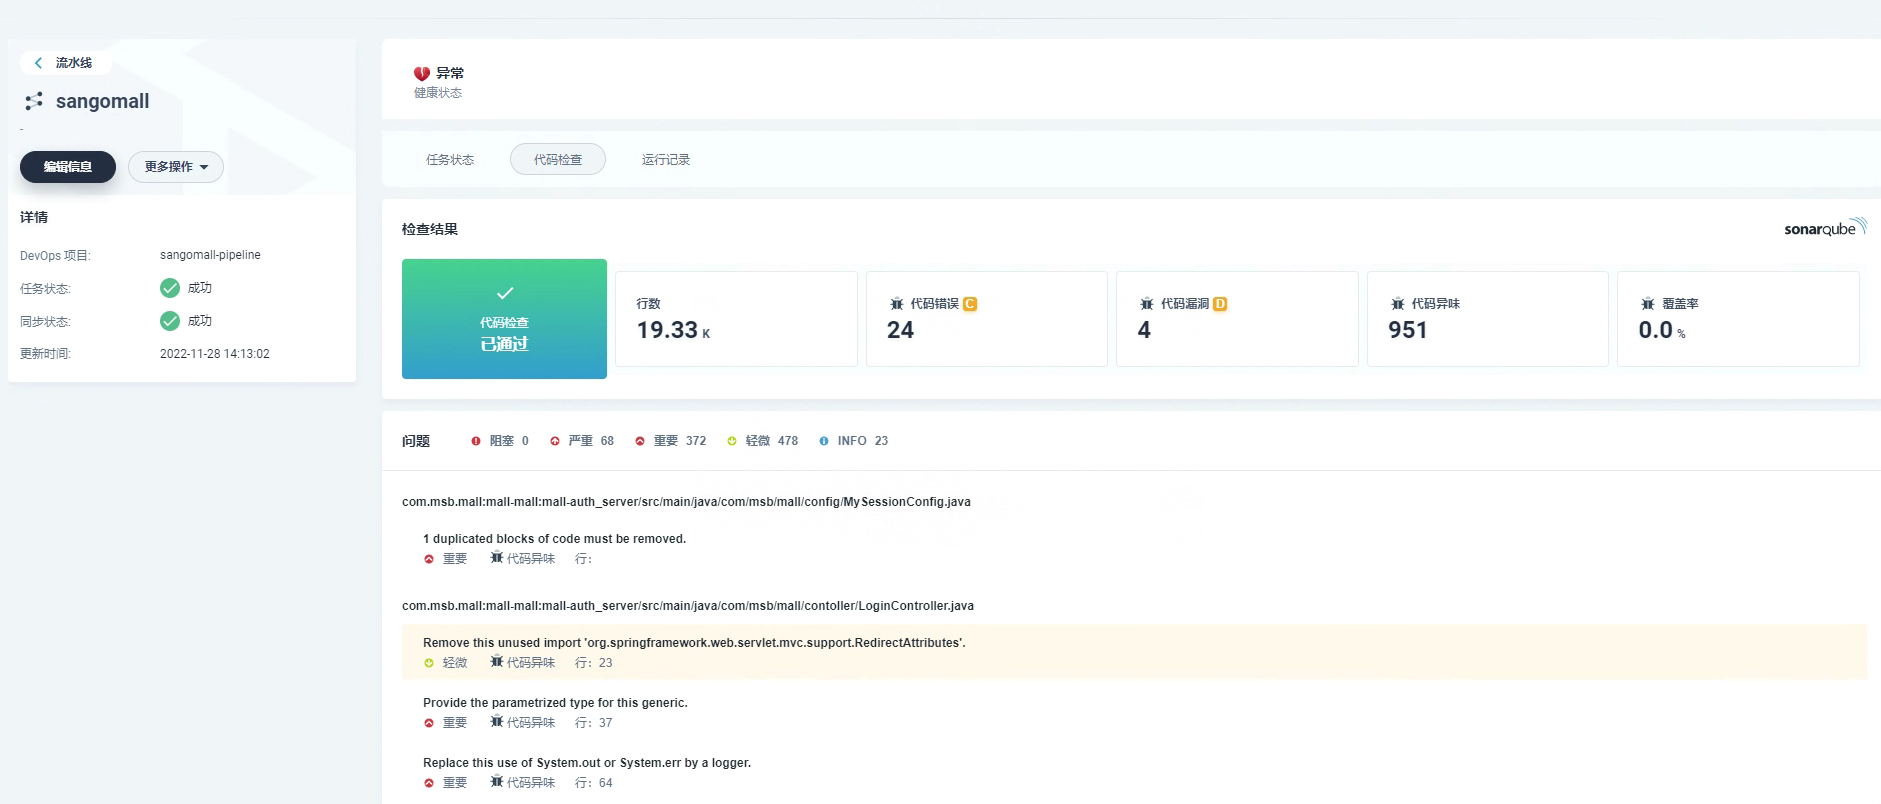 流水线
sangomall
-
编辑信息 更多操作
详情
DevOps 项目: sangomall-pipeline
任务状态: 成功
同步状态: 成功
更新时间: 2022-11-28 14:13:02
异常
健康状态
任务状态 代码检查 运行记录
检查结果 sonarqube
代码检查
已通过
行数
19.33 K
代码错误 C
24
代码漏洞 D
4
代码异味
951
覆盖率
0.0 %
问题 阻塞 0 严重 68 重要 372 轻微 478 INFO 23
com.msb.mall:mall-mall:mall-auth_server/src/main/java/com/msb/mall/config/MySessionConfig.java
1 duplicated blocks of code must be removed.
重要 代码异味 行:
com.msb.mall:mall-mall:mall-auth_server/src/main/java/com/msb/mall/contoller/LoginController.java
Remove this unused import 'org.springframework.web.servlet.mvc.support.RedirectAttributes'.
轻微 代码异味 行: 23
Provide the parametrized type for this generic.
重要 代码异味 行: 37
Replace this use of System.out or System.err by a logger.
重要 代码异味 行: 64